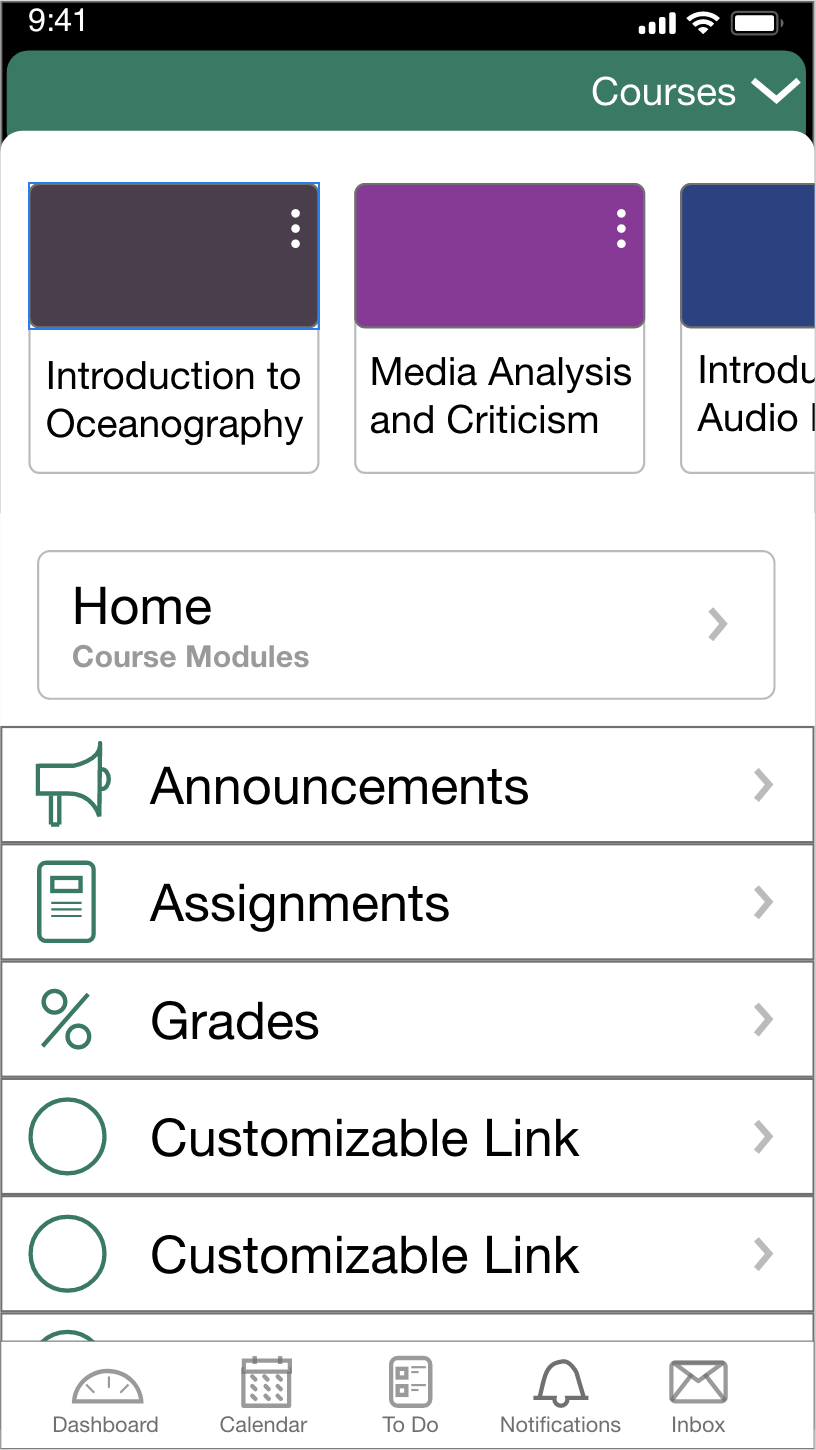 9:41
Courses
Introduction to
Oceanography
Media Analysis
and Criticism
Introdu
Audio
Home
Course Modules
Announcements
Assignments
Grades
Customizable Link
Customizable Link
Dashboard
Calendar
To Do
Notifications
Inbox